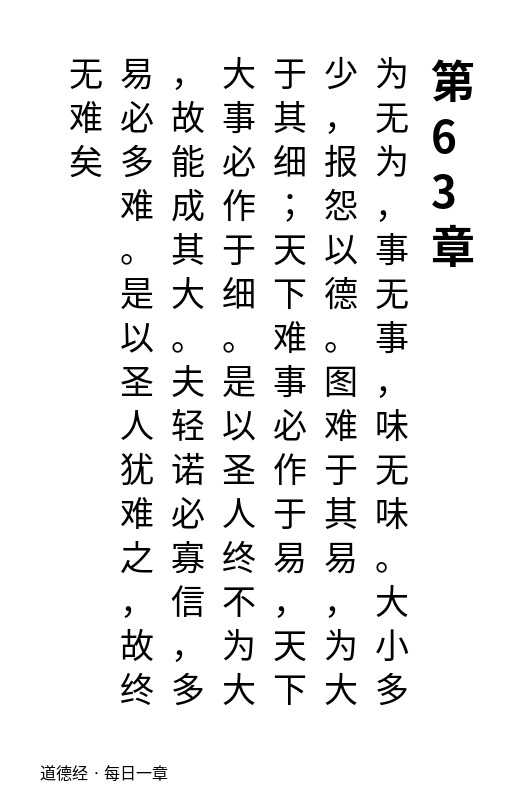 第63章
为无为，事无事，味无味。大小多
少，报怨以德。图难于其易，为大
于其细；天下难事必作于易，天下
大事必作于细。是以圣人终不为大
，故能成其大。夫轻诺必寡信，多
易必多难。是以圣人犹难之，故终
无难矣
道德经 · 每日一章